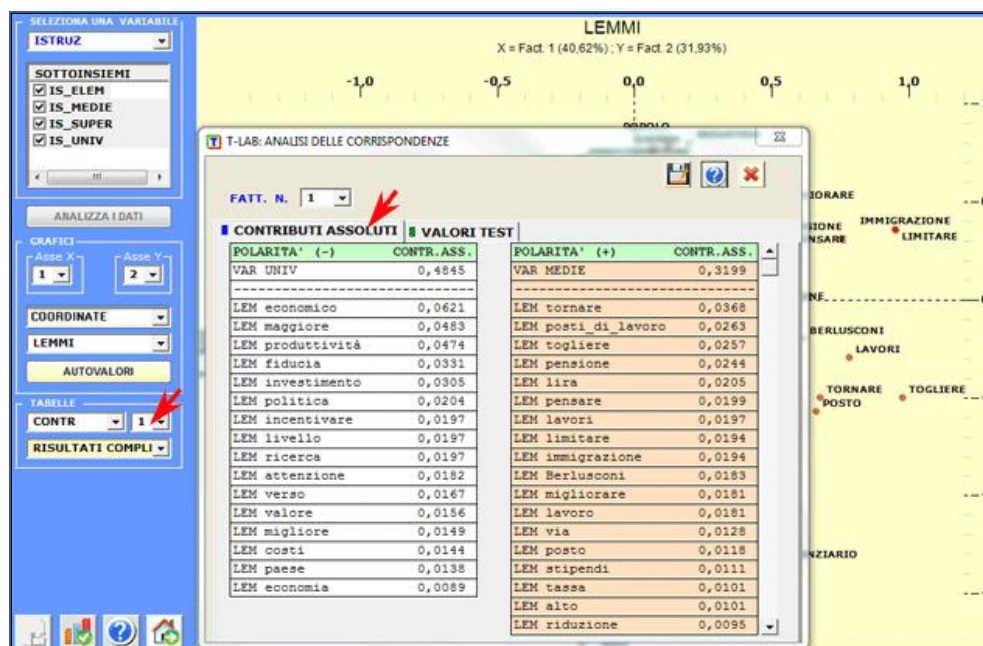 SELEZIONA UNA VARIABILE
ISTRUZ
SOTTOINSIEMI
IS_ELEM
IS_MEDIE
IS_SUPER
IS_UNIV
ANALIZZA I DATI
GRAFICI
Asse X
Asse Y
1
2
COORDINATE
LEMMI
AUTOVALORI
TABELLE
CONTR
1
RISULTATI COMPLI
LEMMI
X = Fact. 1 (40,62%) ; Y = Fact. 2 (31,93%)
-1,0
-0,5
0,0
0,5
1,0
T-LAB: ANALISI DELLE CORRISPONDENZE
FATT. N. 1
CONTRIBUTI ASSOLUTI
VALORI TEST
POLARITA' (-) CONTR.ASS.
VAR UNIV 0,4845
LEM economico 0,0621
LEM maggiore 0,0483
LEM produttività 0,0474
LEM fiducia 0,0331
LEM investimento 0,0305
LEM politica 0,0204
LEM incentivare 0,0197
LEM livello 0,0197
LEM ricerca 0,0197
LEM attenzione 0,0182
LEM verso 0,0167
LEM valore 0,0156
LEM migliore 0,0149
LEM costi 0,0144
LEM paese 0,0138
LEM economia 0,0089
POLARITA' (+) CONTR.ASS.
VAR MEDIE 0,3199
LEM tornare 0,0368
LEM posti_di_lavoro 0,0263
LEM togliere 0,0257
LEM pensione 0,0244
LEM lira 0,0205
LEM pensare 0,0199
LEM lavori 0,0197
LEM limitare 0,0194
LEM immigrazione 0,0194
LEM Berlusconi 0,0183
LEM migliorare 0,0181
LEM lavoro 0,0181
LEM via 0,0128
LEM posto 0,0118
LEM stipendi 0,0111
LEM tassa 0,0101
LEM alto 0,0101
LEM riduzione 0,0095
IORARE
IONE
NSARE
IMMIGRAZIONE
LIMITARE
NE
BERLUSCONI
LAVORI
TORNARE
TOGLIERE
POSTO
NZIARIO